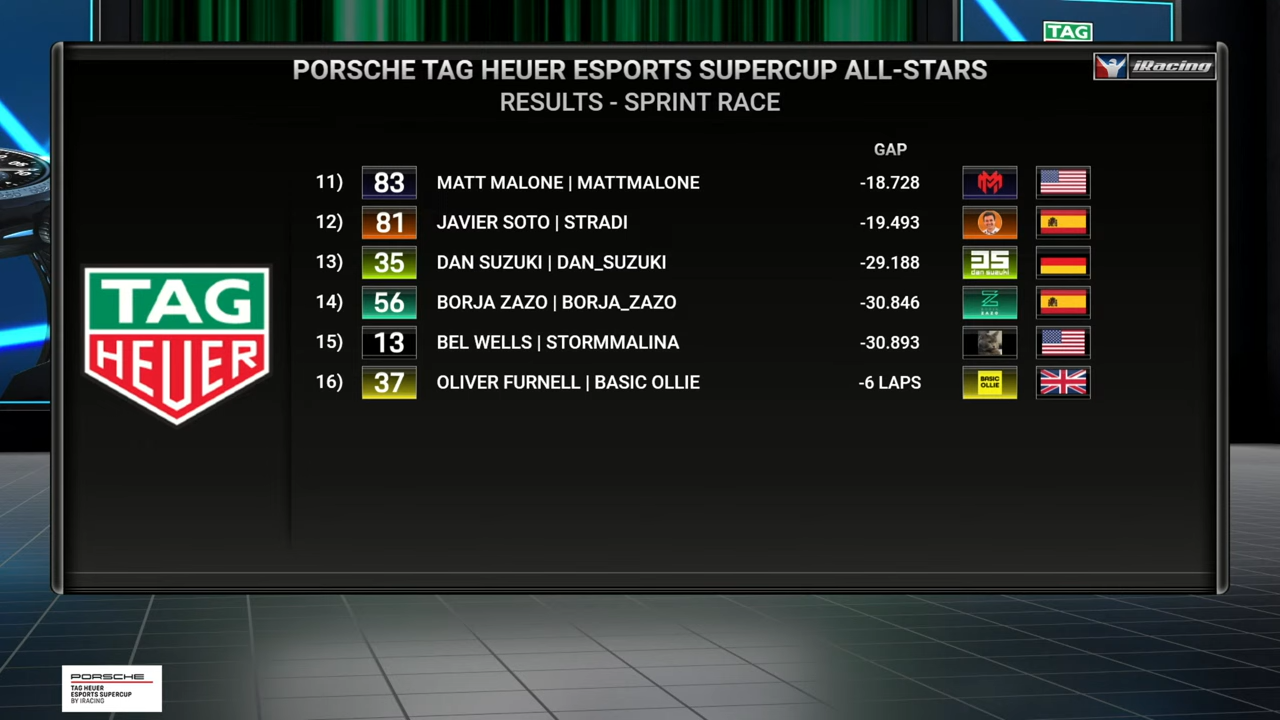 TAG
PORSCHE TAG HEUER ESPORTS SUPERCUP ALL-STARS
iRacing
RESULTS - SPRINT RACE
GAP
11) 83 MATT MALONE | MATTMALONE -18.728
12) 81 JAVIER SOTO | STRADI -19.493
13) 35 DAN SUZUKI | DAN_SUZUKI -29.188 35 dan suzuki
14) 56 BORJA ZAZO | BORJA_ZAZO -30.846
15) 13 BEL WELLS | STORMMALINA -30.893
16) 37 OLIVER FURNELL | BASIC OLLIE -6 LAPS BASIC OLLIE
TAG
HEUER
PORSCHE
TAG HEUER
ESPORTS SUPERCUP
BY IRACING